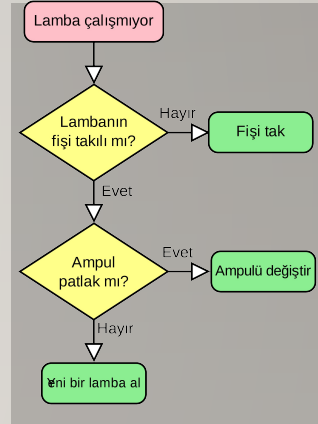 Lamba çalışmıyor
Lambanın
fişi takılı mı?
Hayır
Fişi tak
Evet
Ampul
patlak mı?
Evet
Ampulü değiştir
Hayır
Yeni bir lamba al